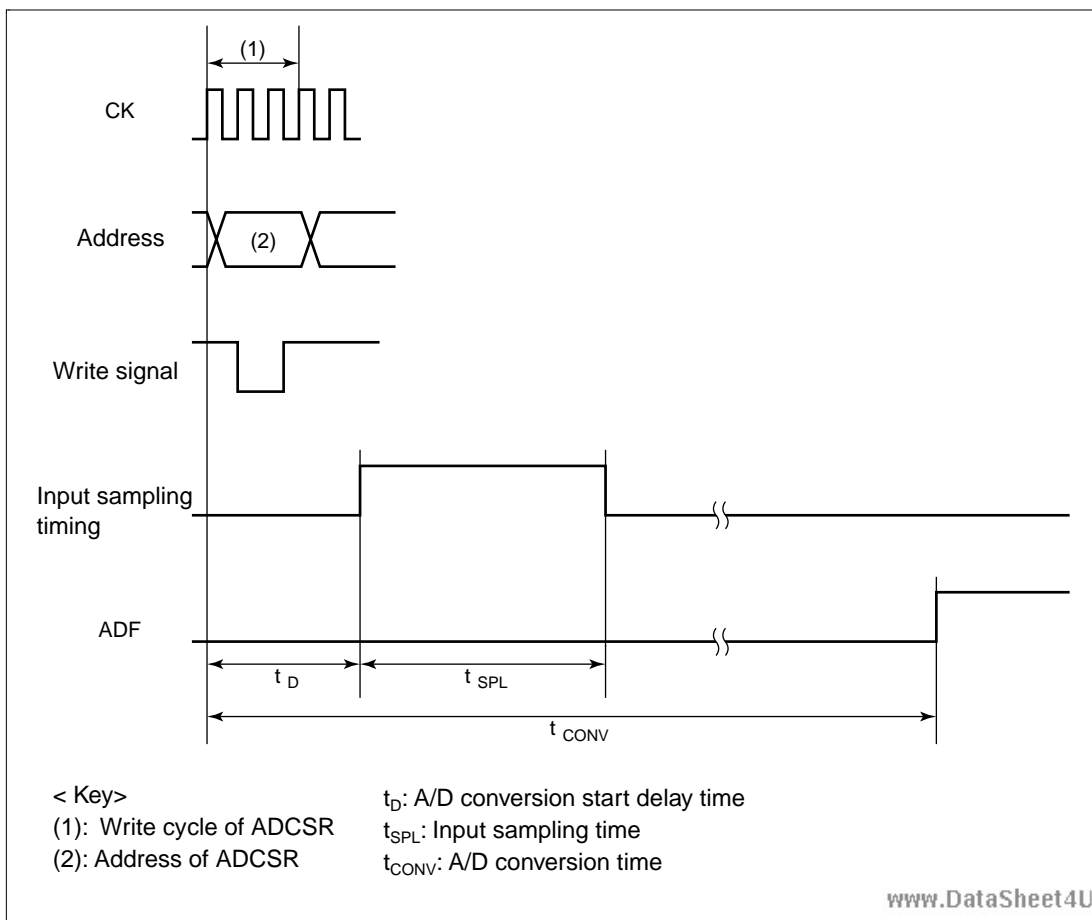 (1)
CK
Address
(2)
Write signal
Input sampling
timing
ADF
t D
t SPL
t CONV
< Key>
(1): Write cycle of ADCSR
(2): Address of ADCSR
tD: A/D conversion start delay time
tSPL: Input sampling time
tCONV: A/D conversion time
www.DataSheet4U